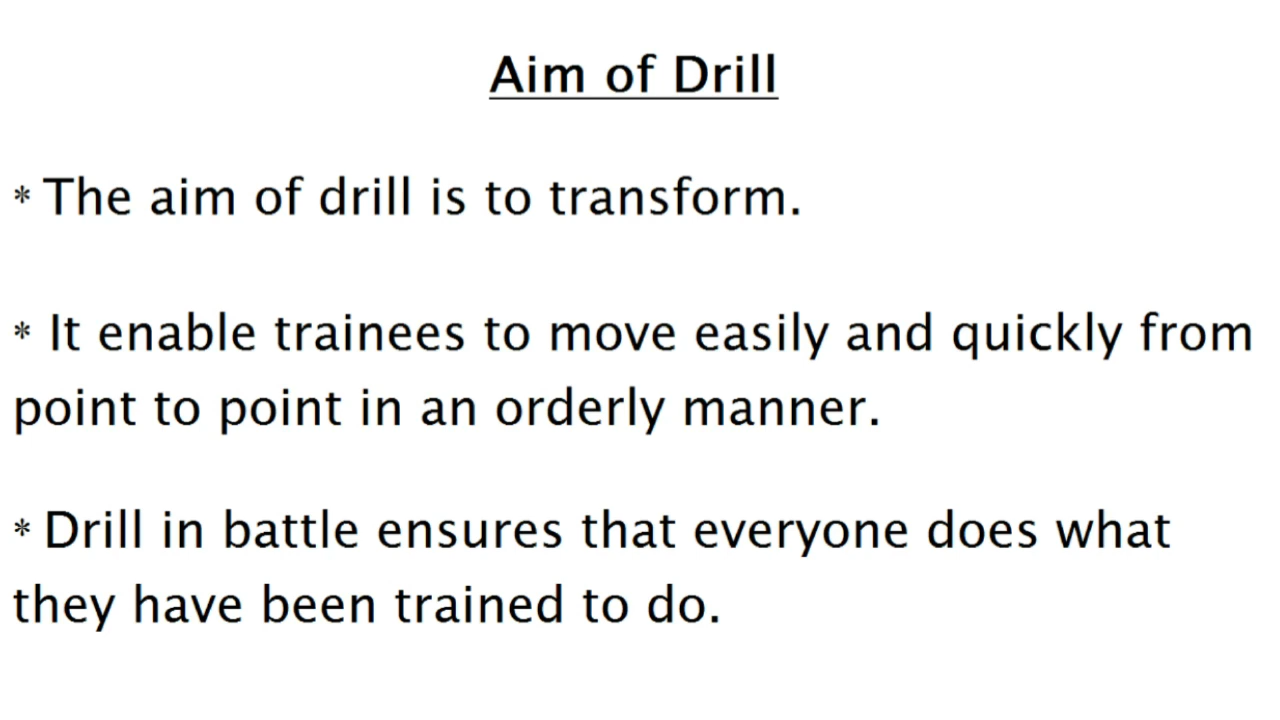 Aim of Drill
* The aim of drill is to transform.
* It enable trainees to move easily and quickly from
point to point in an orderly manner.
* Drill in battle ensures that everyone does what
they have been trained to do.